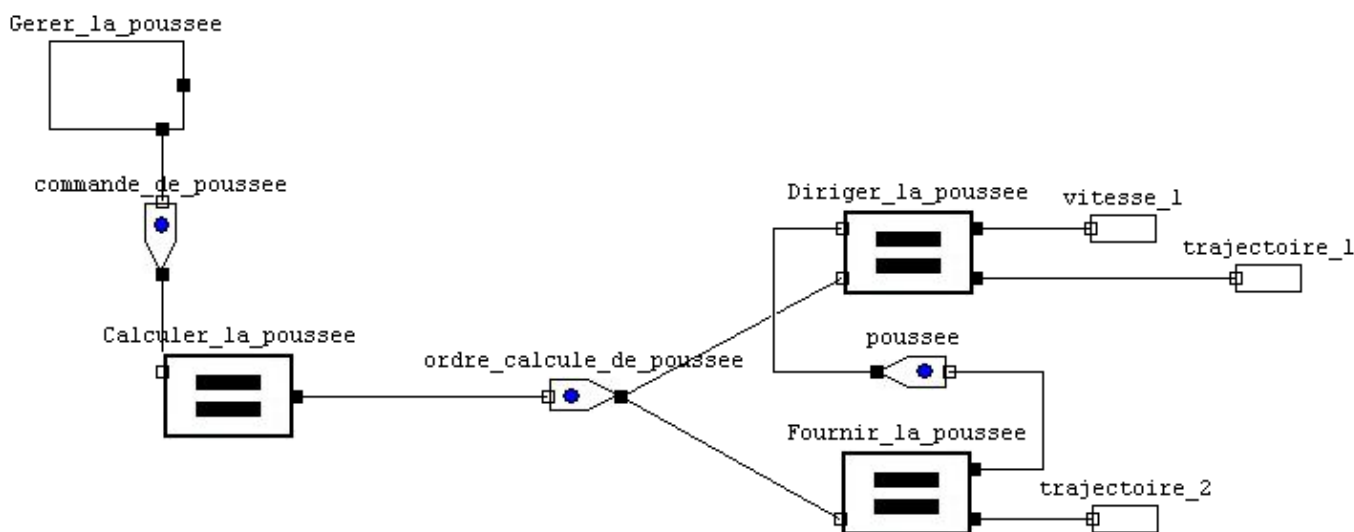 Gerer_la_poussee
commande_de_poussee
Diriger_la_poussee
vitesse_1
trajectoire_1
Calculer_la_poussee
ordre_calcule_de_poussee
poussee
Fournir_la_poussee
trajectoire_2